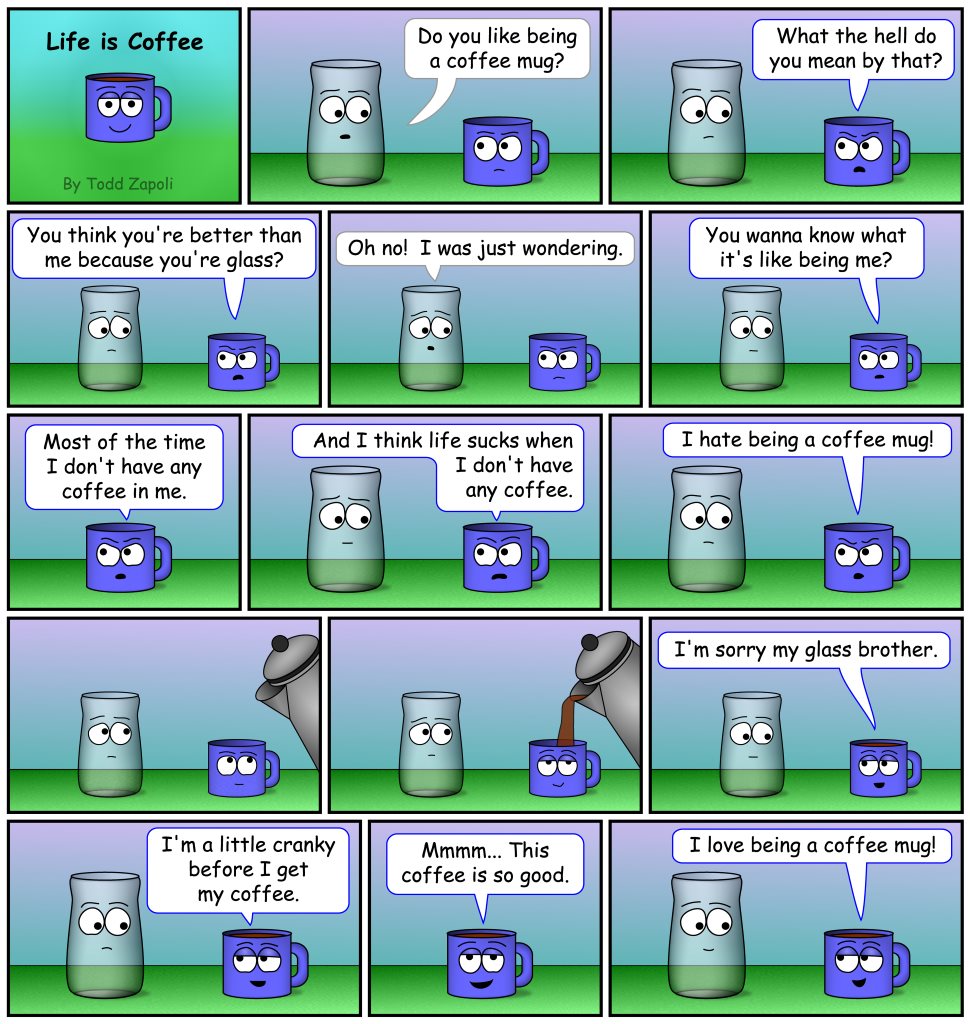 Life is Coffee
By Todd Zapoli
Do you like being
a coffee mug?
What the hell do
you mean by that?
You think you're better than
me because you're glass?
Oh no! I was just wondering.
You wanna know what
it's like being me?
Most of the time
I don't have any
coffee in me.
And I think life sucks when
I don't have
any coffee.
I hate being a coffee mug!
I'm sorry my glass brother.
I'm a little cranky
before I get
my coffee.
Mmmm... This
coffee is so good.
I love being a coffee mug!